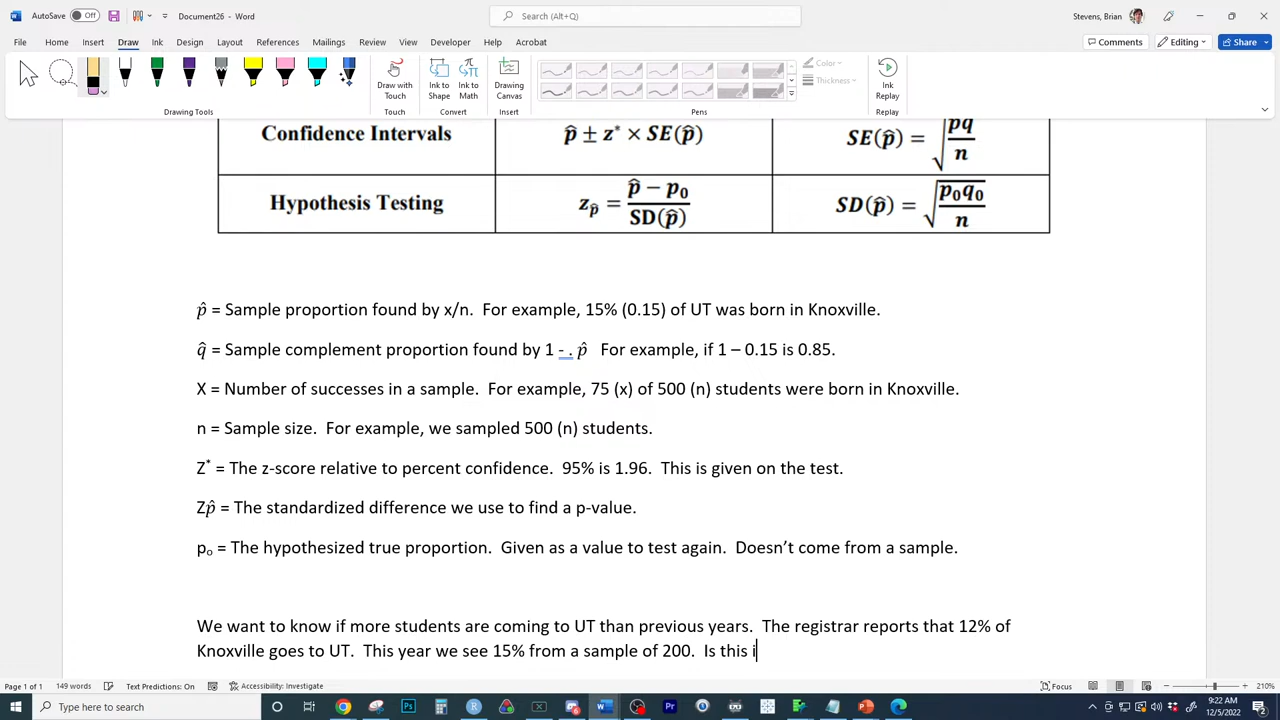 AutoSave Off Document26 - Word Search (Alt+Q) Stevens, Brian
File Home Insert Draw Ink Design Layout References Mailings Review View Developer Help Acrobat Comments Editing Share
Draw with Touch Ink to Shape Ink to Math Drawing Canvas Color Thickness Ink Replay
Drawing Tools Touch Convert Insert Pens Replay
Confidence Intervals p̂ ± z* × SE(p̂) SE(p̂) = √(p̂q̂/n)
Hypothesis Testing z_p̂ = (p̂ − p₀)/SD(p̂) SD(p̂) = √(p₀q₀/n)
p̂ = Sample proportion found by x/n. For example, 15% (0.15) of UT was born in Knoxville.
q̂ = Sample complement proportion found by 1 - . p̂ For example, if 1 – 0.15 is 0.85.
X = Number of successes in a sample. For example, 75 (x) of 500 (n) students were born in Knoxville.
n = Sample size. For example, we sampled 500 (n) students.
Z* = The z-score relative to percent confidence. 95% is 1.96. This is given on the test.
Zp̂ = The standardized difference we use to find a p-value.
pₒ = The hypothesized true proportion. Given as a value to test again. Doesn’t come from a sample.
We want to know if more students are coming to UT than previous years. The registrar reports that 12% of
Knoxville goes to UT. This year we see 15% from a sample of 200. Is this i
Page 1 of 1 149 words Text Predictions: On Accessibility: Investigate Focus 210%
9:22 AM
12/5/2022